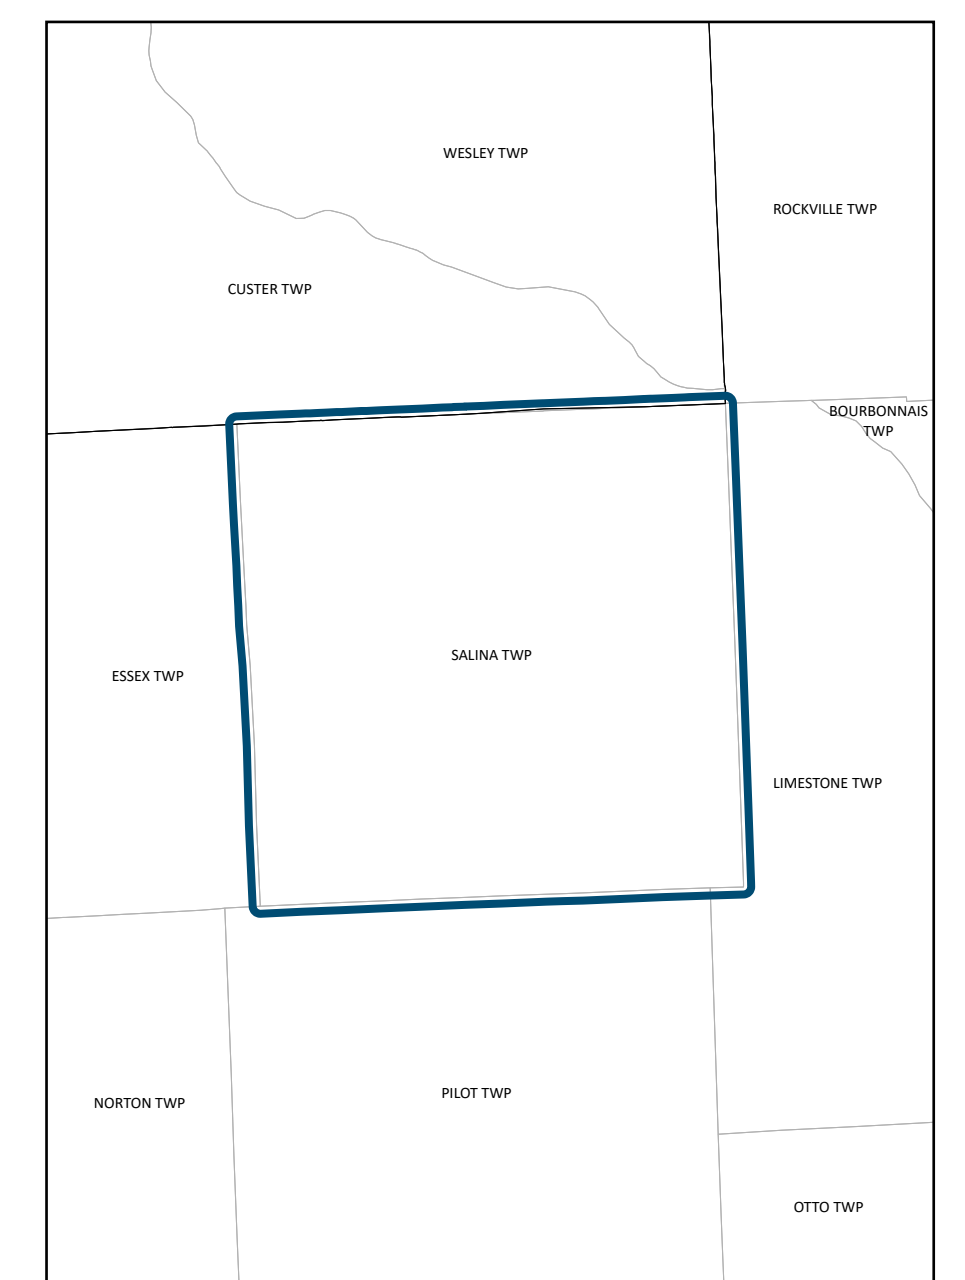 WESLEY TWP
ROCKVILLE TWP
CUSTER TWP
BOURBONNAIS
TWP
SALINA TWP
ESSEX TWP
LIMESTONE TWP
PILOT TWP
NORTON TWP
OTTO TWP